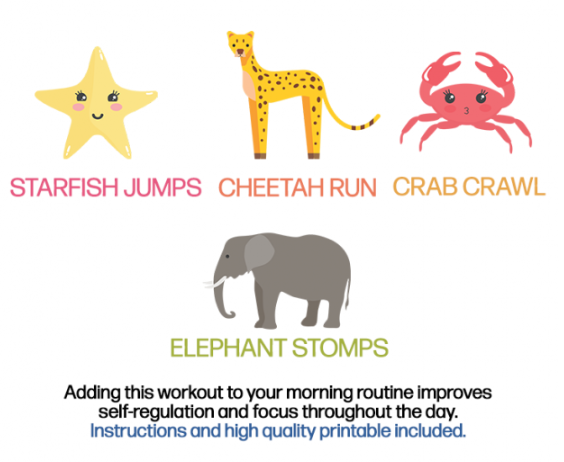 STARFISH JUMPS CHEETAH RUN CRAB CRAWL
ELEPHANT STOMPS
Adding this workout to your morning routine improves
self-regulation and focus throughout the day.
Instructions and high quality printable included.